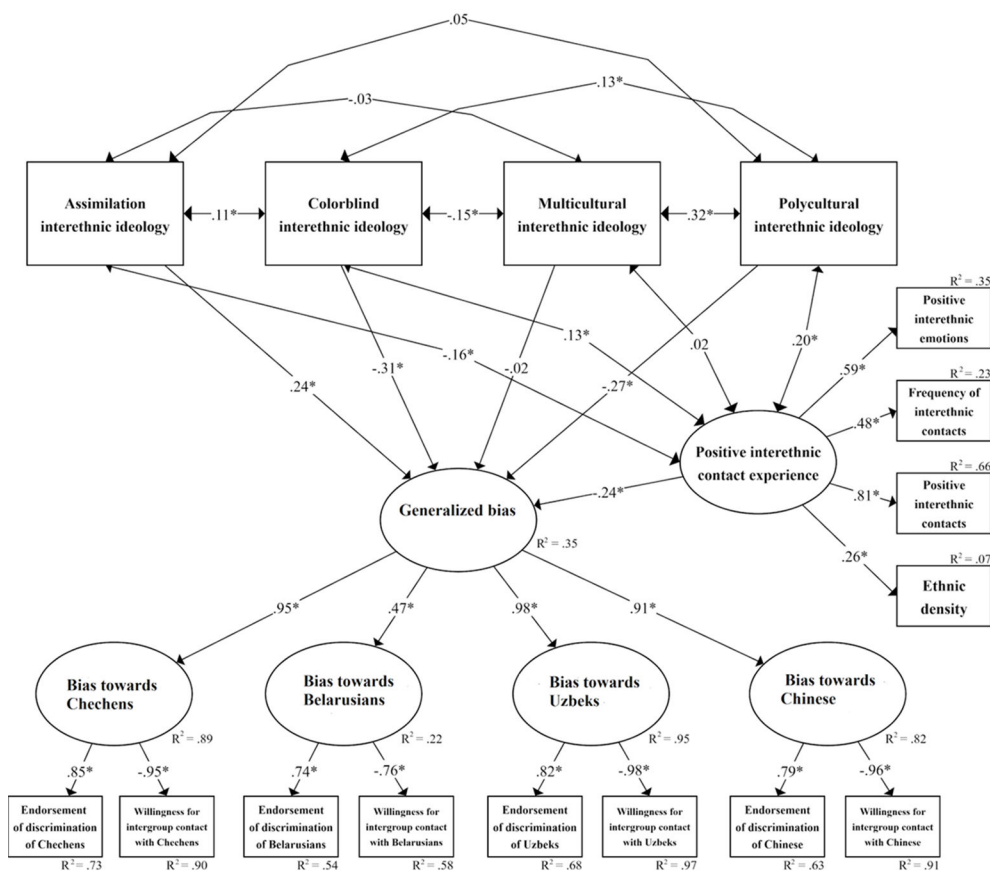 .05
-.03
.13*
Assimilation
interethnic ideology
.11*
Colorblind
interethnic ideology
-.15*
Multicultural
interethnic ideology
.32*
Polycultural
interethnic ideology
R² = .35
Positive
interethnic
emotions
.24*
-.31*
-.02
-.27*
-.16*
.13*
.02
.20*
.59*
R² = .23
Frequency of
interethnic
contacts
.48*
Positive interethnic
contact experience
R² = .66
Positive
interethnic
contacts
.81*
-.24*
Generalized bias
R² = .35
.26*
R² = .07
Ethnic
density
.95*
.47*
.98*
.91*
Bias towards
Chechens
R² = .89
Bias towards
Belarusians
R² = .22
Bias towards
Uzbeks
R² = .95
Bias towards
Chinese
R² = .82
.85*
-.95*
.74*
-.76*
.82*
-.98*
.79*
-.96*
Endorsement
of discrimination
of Chechens
R² = .73
Willingness for
intergroup contact
with Chechens
R² = .90
Endorsement
of discrimination
of Belarusians
R² = .54
Willingness for
intergroup contact
with Belarusians
R² = .58
Endorsement
of discrimination
of Uzbeks
R² = .68
Willingness for
intergroup contact
with Uzbeks
R² = .97
Endorsement
of discrimination
of Chinese
R² = .63
Willingness for
intergroup contact
with Chinese
R² = .91